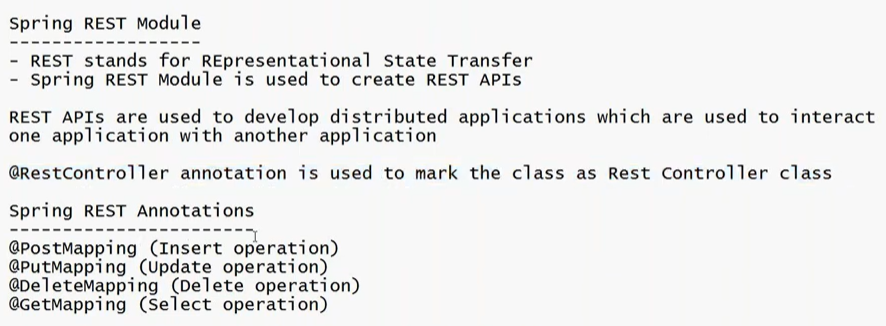 Spring REST Module
------------------
- REST stands for REpresentational State Transfer
- Spring REST Module is used to create REST APIs
REST APIs are used to develop distributed applications which are used to interact
one application with another application
@RestController annotation is used to mark the class as Rest Controller class
Spring REST Annotations
-----------------------
@PostMapping (Insert operation)
@PutMapping (Update operation)
@DeleteMapping (Delete operation)
@GetMapping (Select operation)